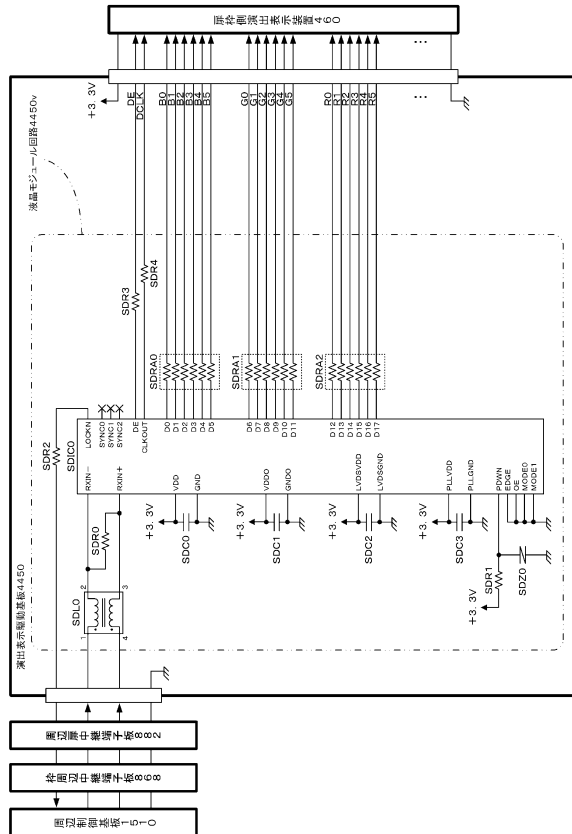 扉枠側演出表示装置460
+3. 3V
DE
DCLK
B0
B1
B2
B3
B4
B5
G0
G1
G2
G3
G4
G5
R0
R1
R2
R3
R4
R5
...
...
液晶モジュール回路4450v
SDR3
SDR4
SDRA0
SDRA1
SDRA2
SDR2
SDIC0
LOCKIN
SYNC0
SYNC1
SYNC2
DE
CLKOUT
D0
D1
D2
D3
D4
D5
D6
D7
D8
D9
D10
D11
D12
D13
D14
D15
D16
D17
RXIN-
RXIN+
VDD
GND
VDDO
GNDO
LVDSVDD
LVDSGND
PLLVDD
PLLGND
PDWN
EDGE
OE
MODE0
MODE1
SDR0
+3. 3V
SDC0
+3. 3V
SDC1
+3. 3V
SDC2
+3. 3V
SDC3
SDR1
+3. 3V
SDZ0
SDL0
1
2
3
4
演出表示駆動基板4450
周辺扉中継端子板882
枠周辺中継端子板868
周辺制御基板1510